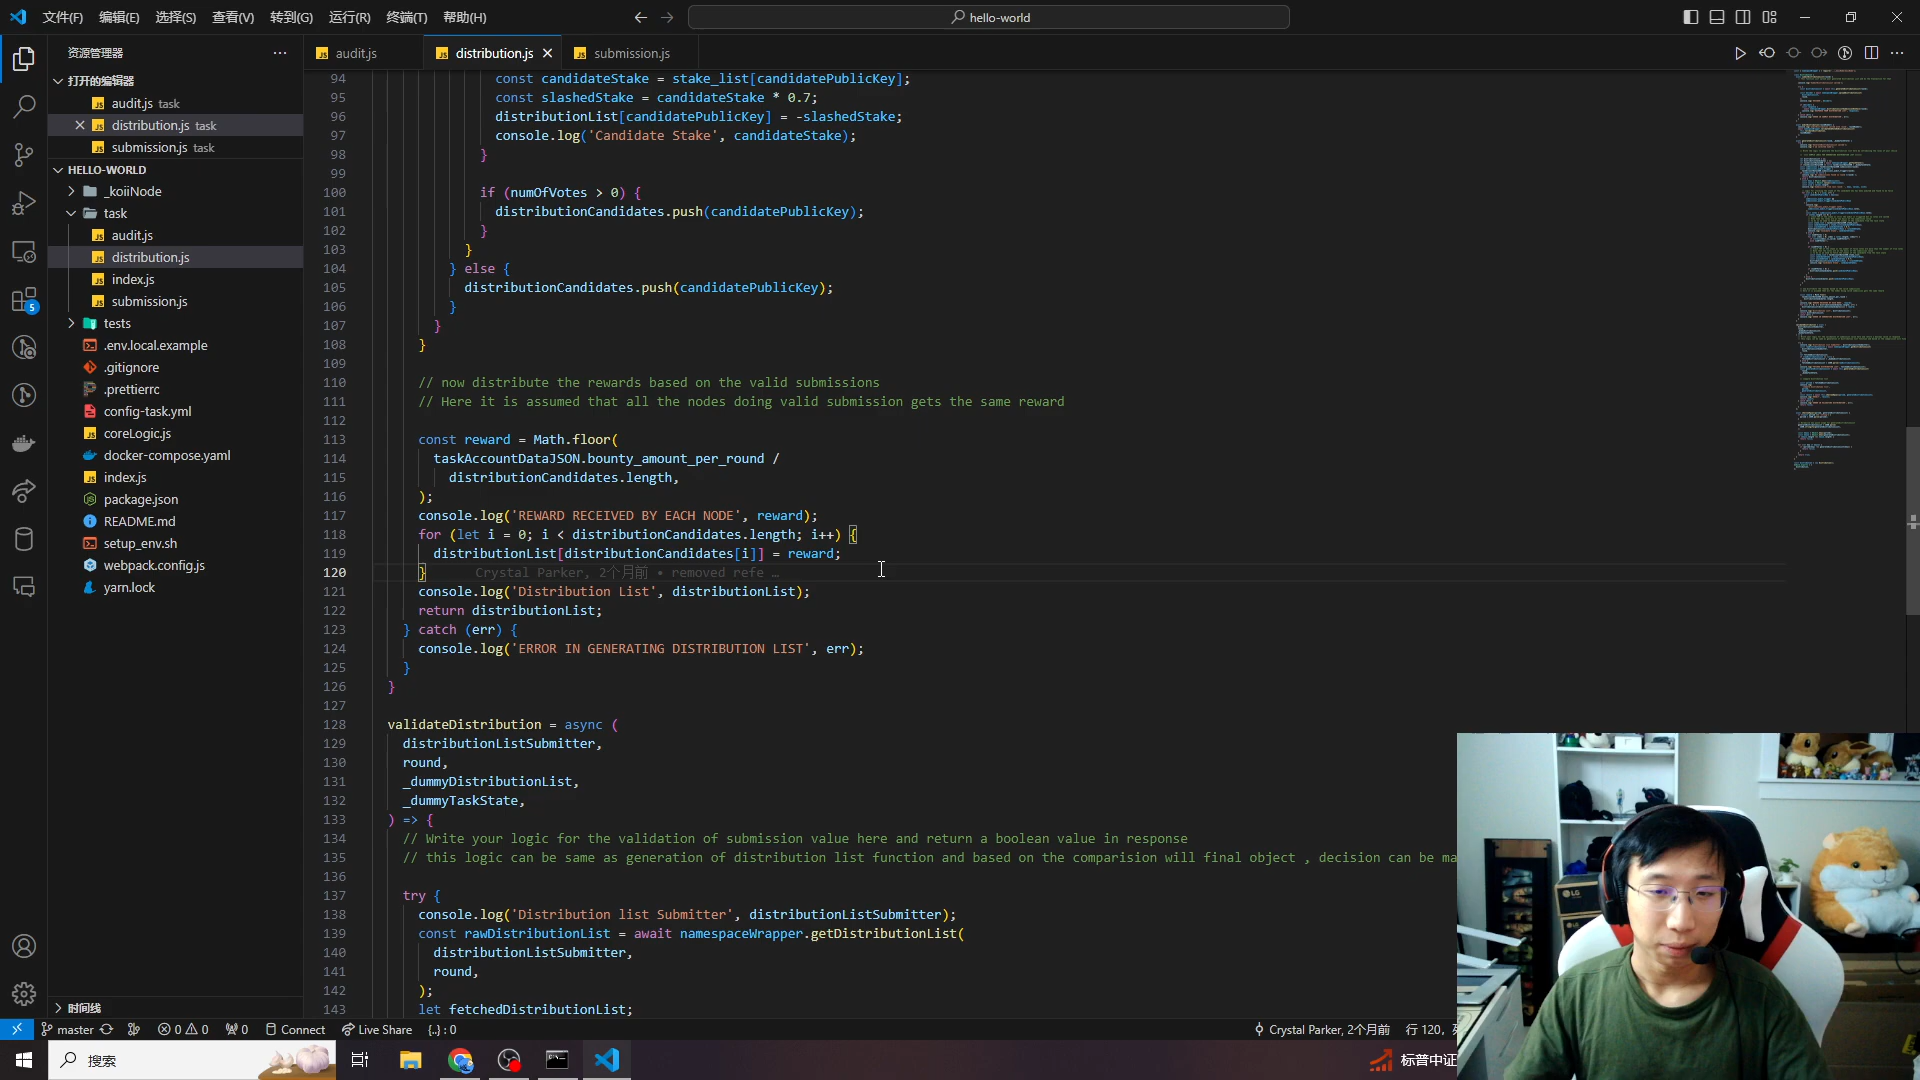 文件(F) 编辑(E) 选择(S) 查看(V) 转到(G) 运行(R) 终端(T) 帮助(H)
hello-world
资源管理器
audit.js
distribution.js
submission.js
打开的编辑器
audit.js task
distribution.js task
submission.js task
HELLO-WORLD
_koiiNode
task
audit.js
distribution.js
index.js
submission.js
tests
.env.local.example
.gitignore
.prettierrc
config-task.yml
coreLogic.js
docker-compose.yaml
index.js
package.json
README.md
setup_env.sh
webpack.config.js
yarn.lock
时间线
5
94 const candidateStake = stake_list[candidatePublicKey];
95 const slashedStake = candidateStake * 0.7;
96 distributionList[candidatePublicKey] = -slashedStake;
97 console.log('Candidate Stake', candidateStake);
98 }
99
100 if (numOfVotes > 0) {
101 distributionCandidates.push(candidatePublicKey);
102 }
103 }
104 } else {
105 distributionCandidates.push(candidatePublicKey);
106 }
107 }
108 }
109
110 // now distribute the rewards based on the valid submissions
111 // Here it is assumed that all the nodes doing valid submission gets the same reward
112
113 const reward = Math.floor(
114 taskAccountDataJSON.bounty_amount_per_round /
115 distributionCandidates.length,
116 );
117 console.log('REWARD RECEIVED BY EACH NODE', reward);
118 for (let i = 0; i < distributionCandidates.length; i++) {
119 distributionList[distributionCandidates[i]] = reward;
120 } Crystal Parker, 2个月前 • removed refe …
121 console.log('Distribution List', distributionList);
122 return distributionList;
123 } catch (err) {
124 console.log('ERROR IN GENERATING DISTRIBUTION LIST', err);
125 }
126 }
127
128 validateDistribution = async (
129 distributionListSubmitter,
130 round,
131 _dummyDistributionList,
132 _dummyTaskState,
133 ) => {
134 // Write your logic for the validation of submission value here and return a boolean value in response
135 // this logic can be same as generation of distribution list function and based on the comparision will final object , decision can be ma
136
137 try {
138 console.log('Distribution list Submitter', distributionListSubmitter);
139 const rawDistributionList = await namespaceWrapper.getDistributionList(
140 distributionListSubmitter,
141 round,
142 );
143 let fetchedDistributionList;
master 0 0 0 Connect Live Share {..} : 0 Crystal Parker, 2个月前 行 120,
搜索
标普中证
LG